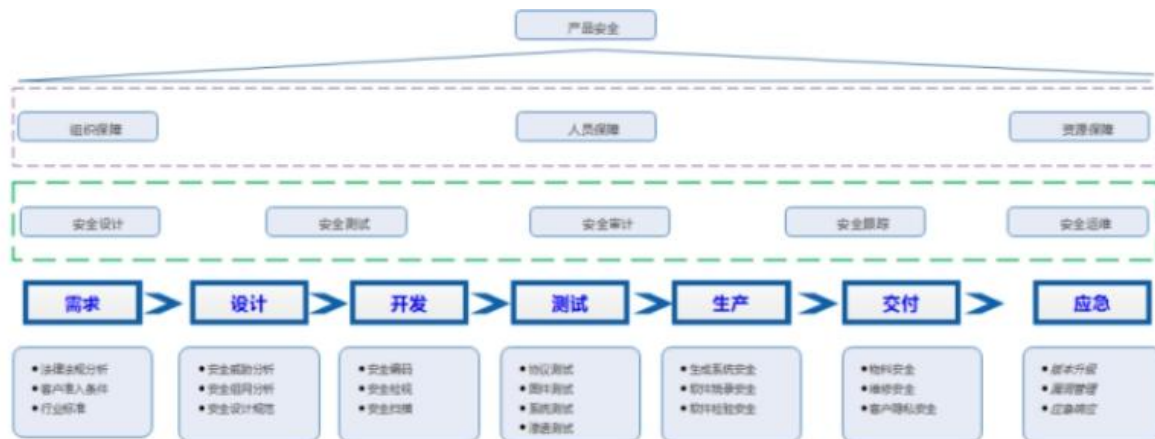 产品安全
组织保障 人员保障 资源保障
安全设计 安全测试 安全审计 安全跟踪 安全运维
需求 设计 开发 测试 生产 交付 应急
法律法规分析 安全威胁分析 安全编码 协议测试 生成系统安全 物料安全 版本升级
客户准入条件 安全组网分析 安全检视 固件测试 软件烧录安全 维修安全 漏洞管理
行业标准 安全设计规范 安全扫描 系统测试 软件检验安全 客户隐私安全 应急响应
渗透测试